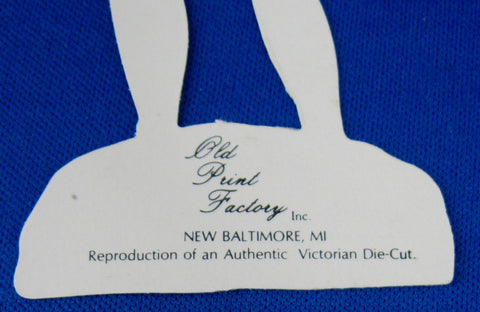 Old
Print
Factory Inc.
NEW BALTIMORE, MI
Reproduction of an Authentic Victorian Die-Cut.